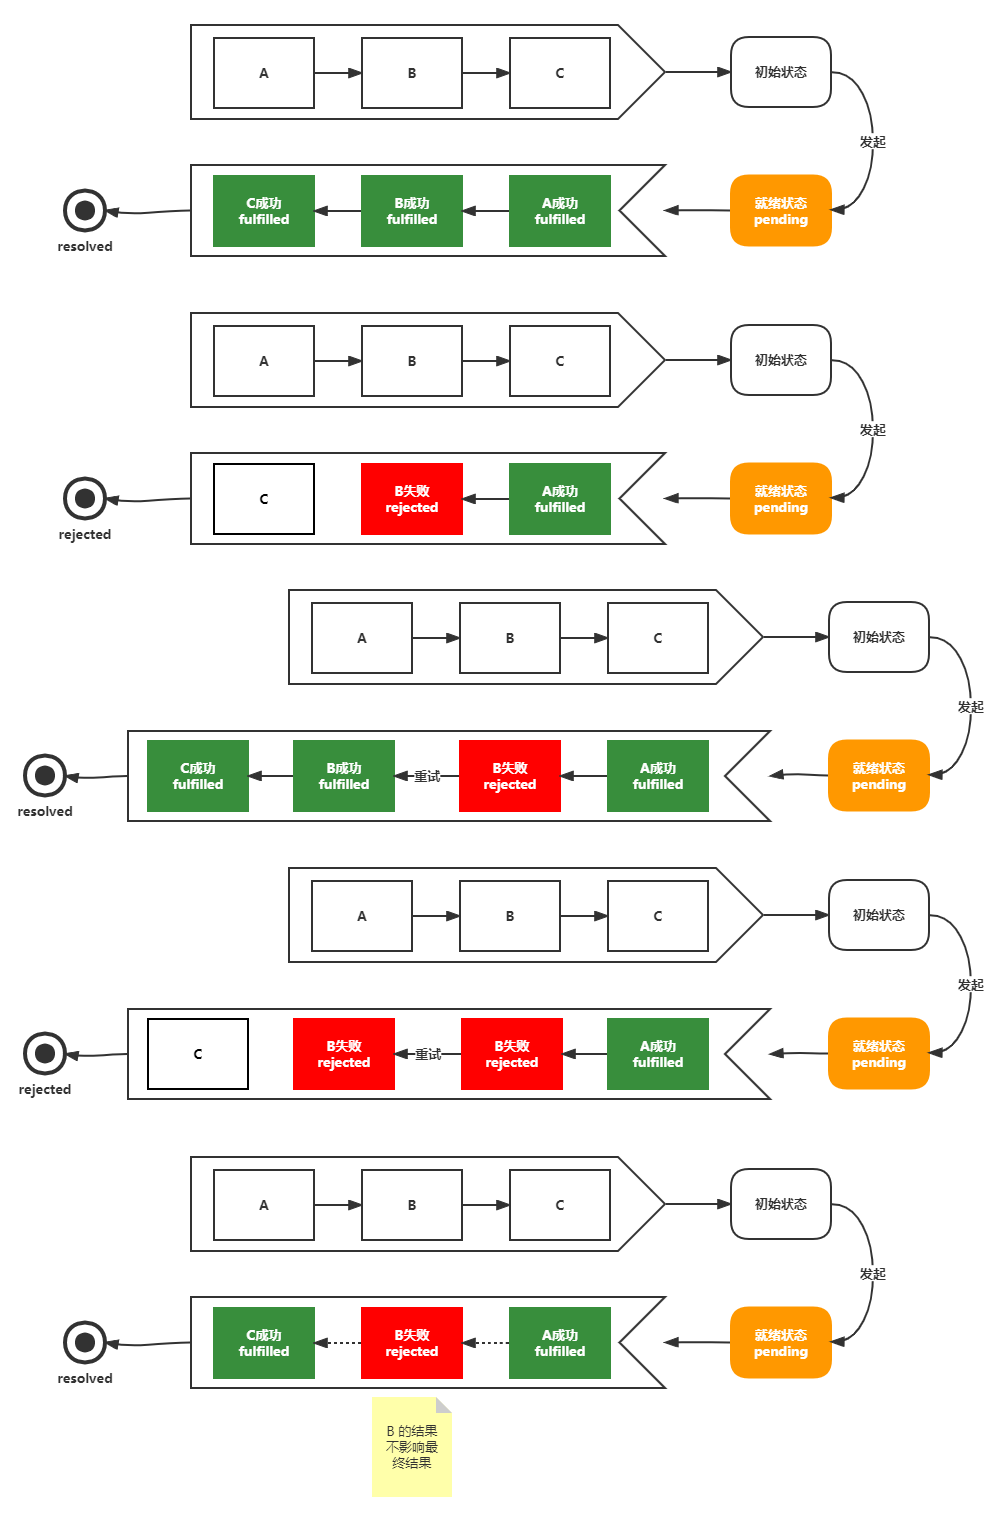 A
B
C
初始状态
发起
C成功
fulfilled
B成功
fulfilled
A成功
fulfilled
就绪状态
pending
resolved
A
B
C
初始状态
发起
C
B失败
rejected
A成功
fulfilled
就绪状态
pending
rejected
A
B
C
初始状态
发起
C成功
fulfilled
B成功
fulfilled
重试
B失败
rejected
A成功
fulfilled
就绪状态
pending
resolved
A
B
C
初始状态
发起
C
B失败
rejected
重试
B失败
rejected
A成功
fulfilled
就绪状态
pending
rejected
A
B
C
初始状态
发起
C成功
fulfilled
B失败
rejected
A成功
fulfilled
就绪状态
pending
resolved
B 的结果
不影响最
终结果